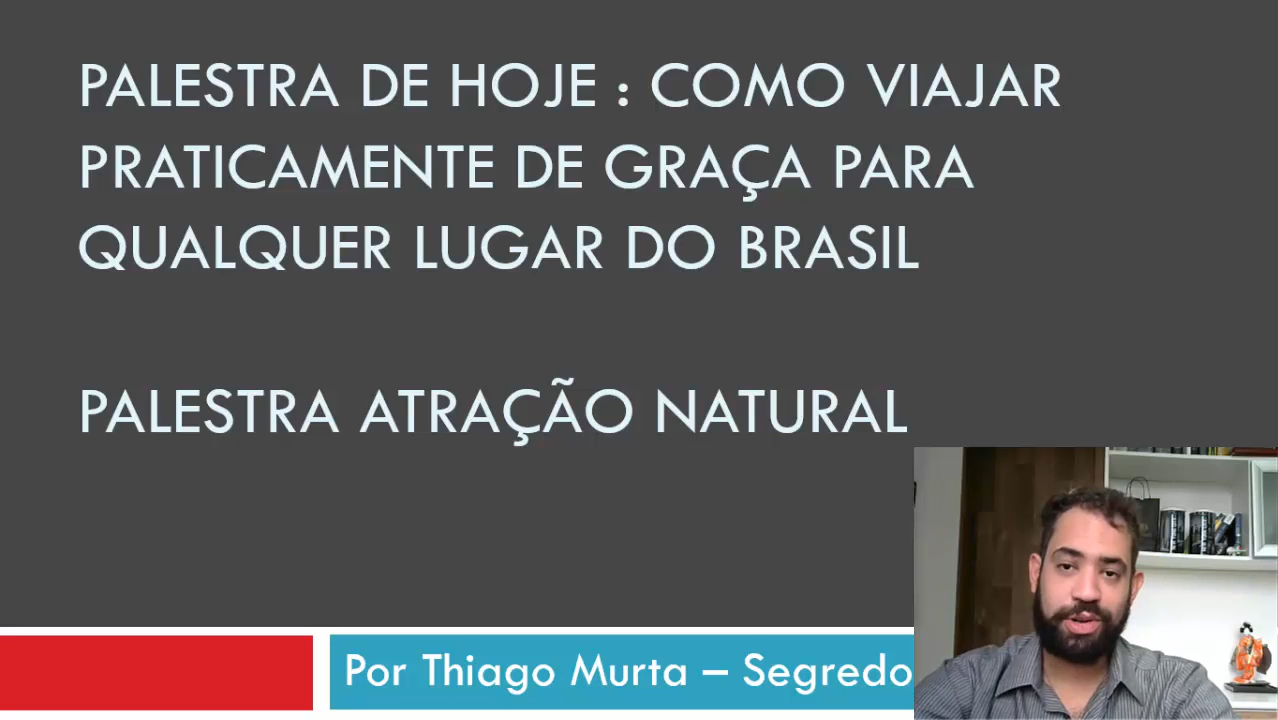 PALESTRA DE HOJE : COMO VIAJAR
PRATICAMENTE DE GRAÇA PARA
QUALQUER LUGAR DO BRASIL
PALESTRA ATRAÇÃO NATURAL
Por Thiago Murta – Segredo